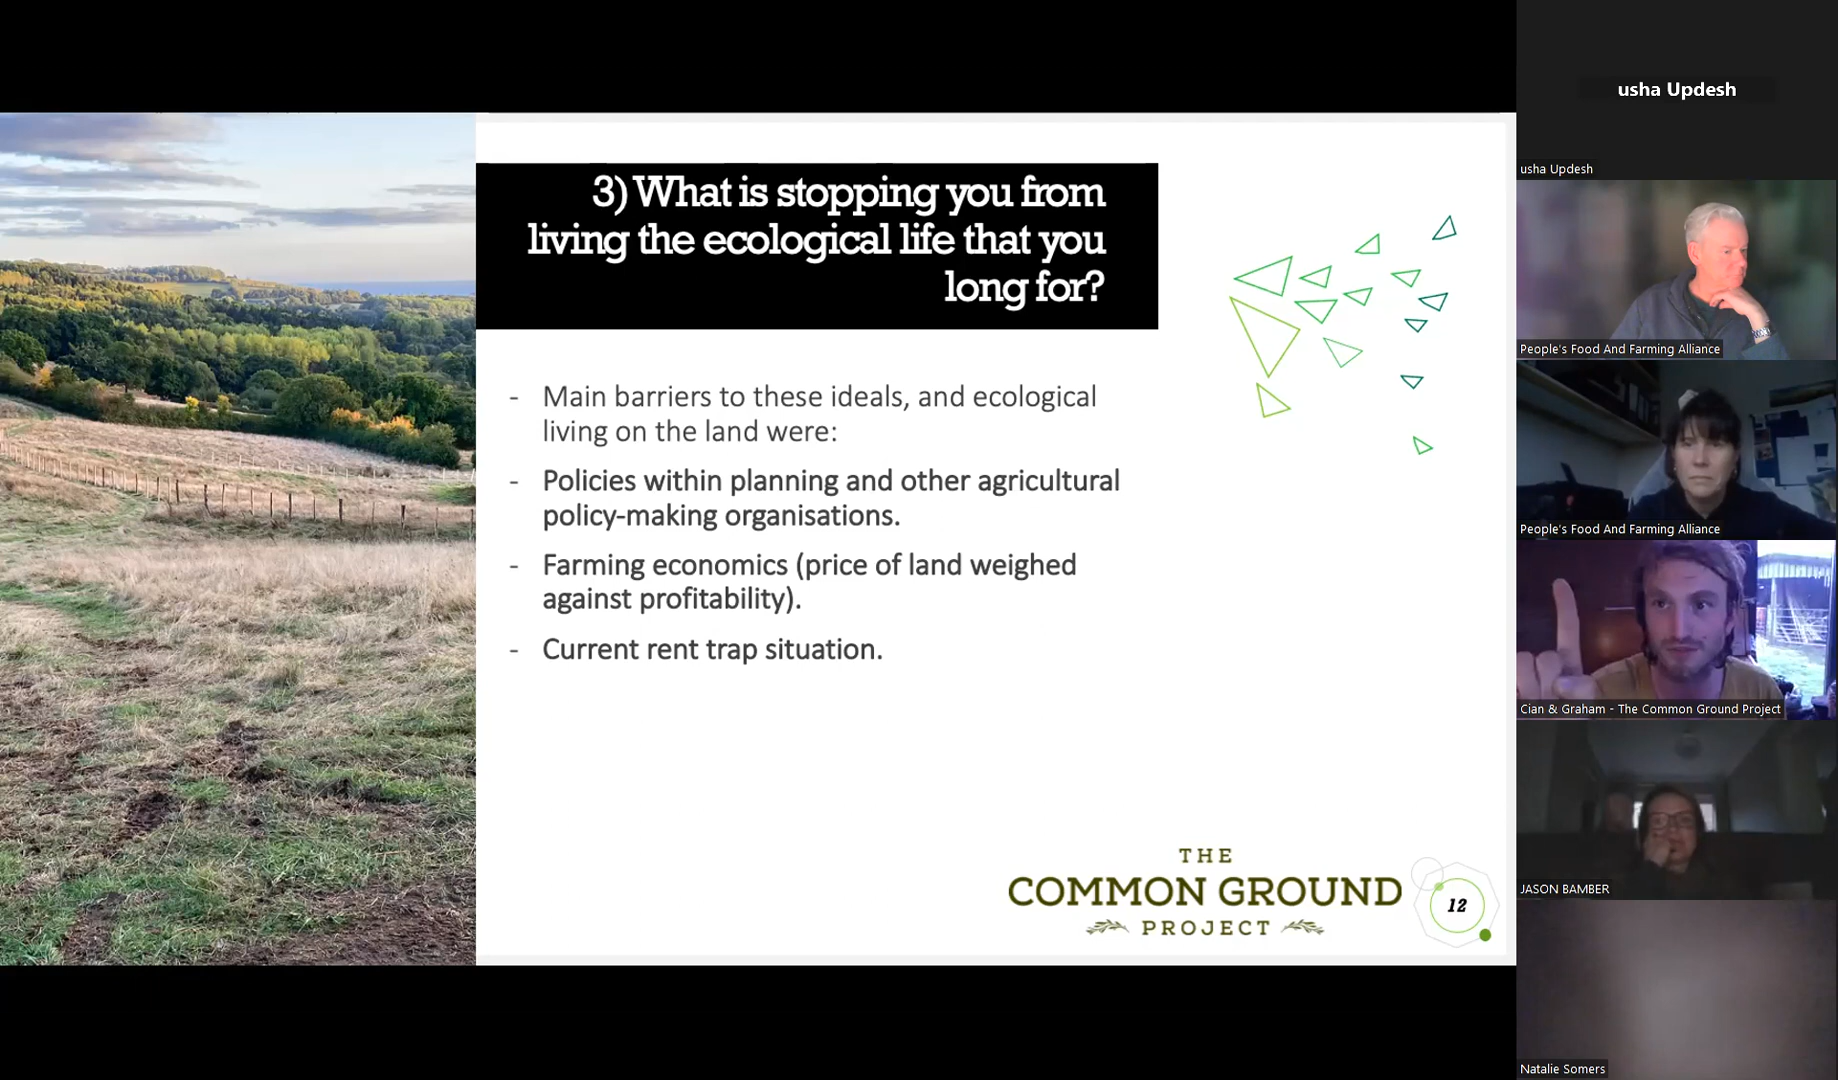 3) What is stopping you from
living the ecological life that you
long for?
- Main barriers to these ideals, and ecological
living on the land were:
- Policies within planning and other agricultural
policy-making organisations.
- Farming economics (price of land weighed
against profitability).
- Current rent trap situation.
THE
COMMON GROUND
PROJECT
12
usha Updesh
usha Updesh
People's Food And Farming Alliance
People's Food And Farming Alliance
Cian & Graham - The Common Ground Project
JASON BAMBER
Natalie Somers